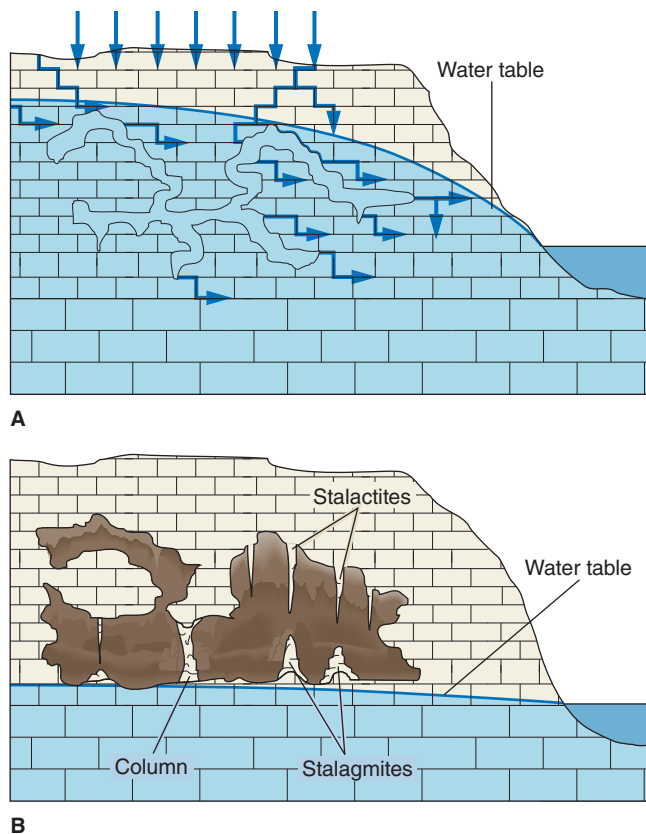 Water table
A
Stalactites
Water table
Column
Stalagmites
B